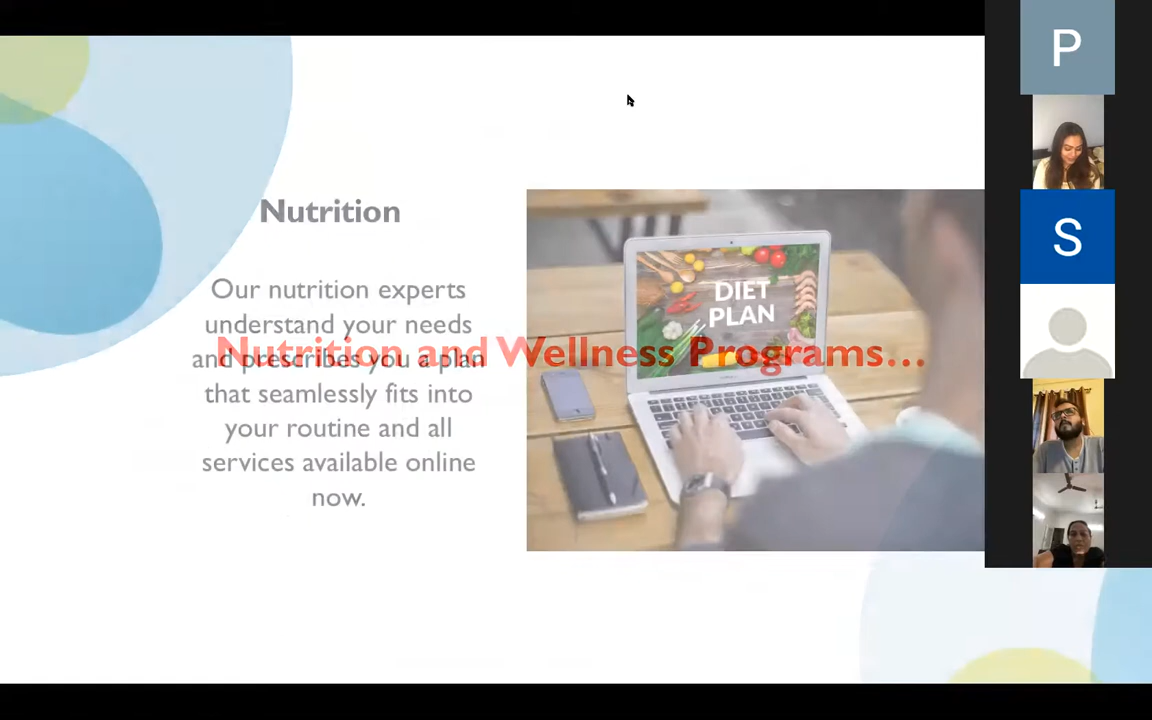 Nutrition
Our nutrition experts
understand your needs
and prescribes you a plan
that seamlessly fits into
your routine and all
services available online
now.
Nutrition and Wellness Programs...
DIET
PLAN
P
S